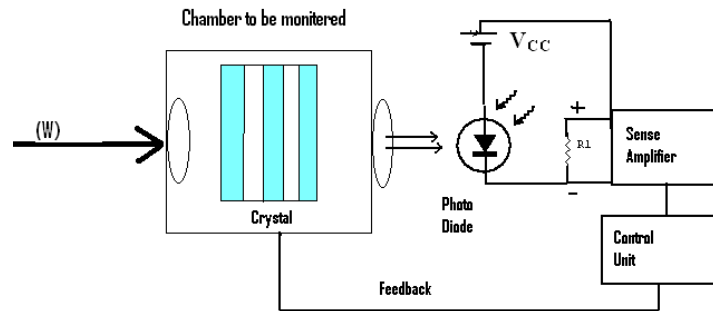 Chamber to be monitered
VCC
(W)
+
R1
Sense
Amplifier
Crystal
-
Photo
Diode
Control
Unit
Feedback